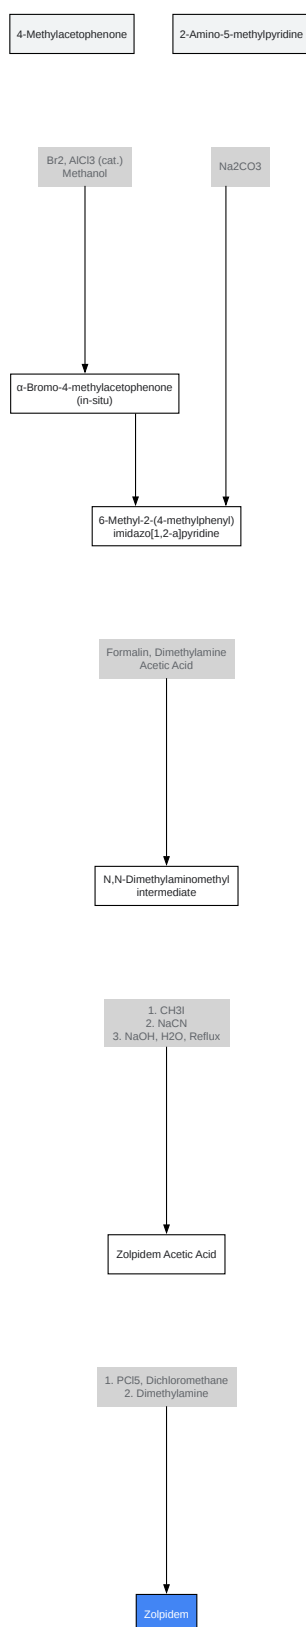 4-Methylacetophenone
2-Amino-5-methylpyridine
Br2, AlCl3 (cat.)
Methanol
Na2CO3
α-Bromo-4-methylacetophenone
(in-situ)
6-Methyl-2-(4-methylphenyl)
imidazo[1,2-a]pyridine
Formalin, Dimethylamine
Acetic Acid
N,N-Dimethylaminomethyl
intermediate
1. CH3I
2. NaCN
3. NaOH, H2O, Reflux
Zolpidem Acetic Acid
1. PCl5, Dichloromethane
2. Dimethylamine
Zolpidem